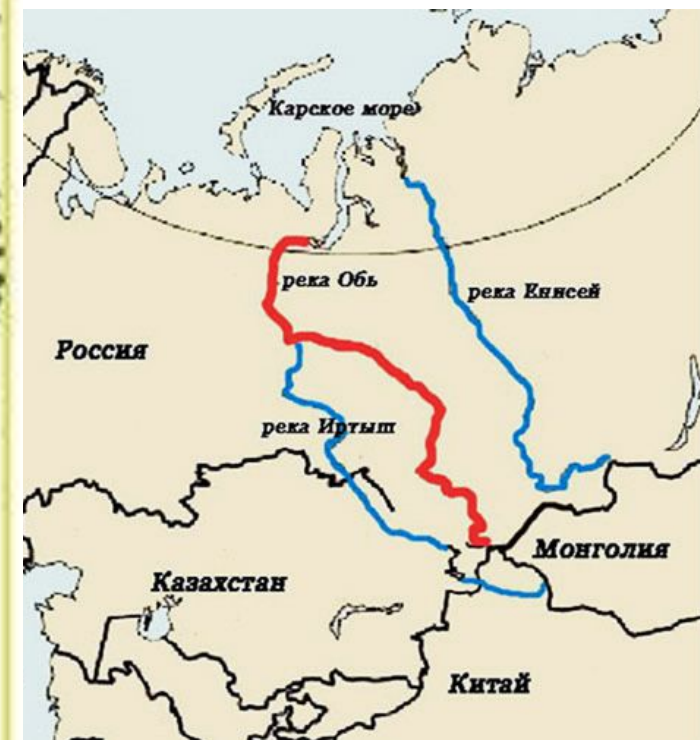 Карское море
река Обь
река Енисей
Россия
река Иртыш
Монголия
Казахстан
Китай